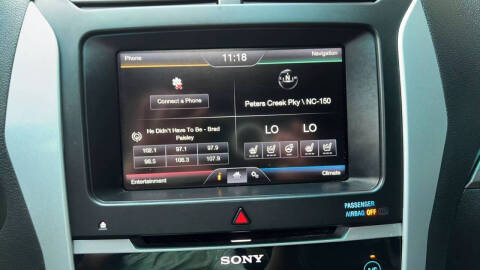 Phone
11:18
Navigation
Connect a Phone
Peters Creek Pky \ NC-150
N
He Didn't Have To Be - Brad
Paisley
LO LO
102.1 97.1 97.9
98.5 106.3 107.9
Entertainment
Climate
PASSENGER
AIRBAG OFF
SONY